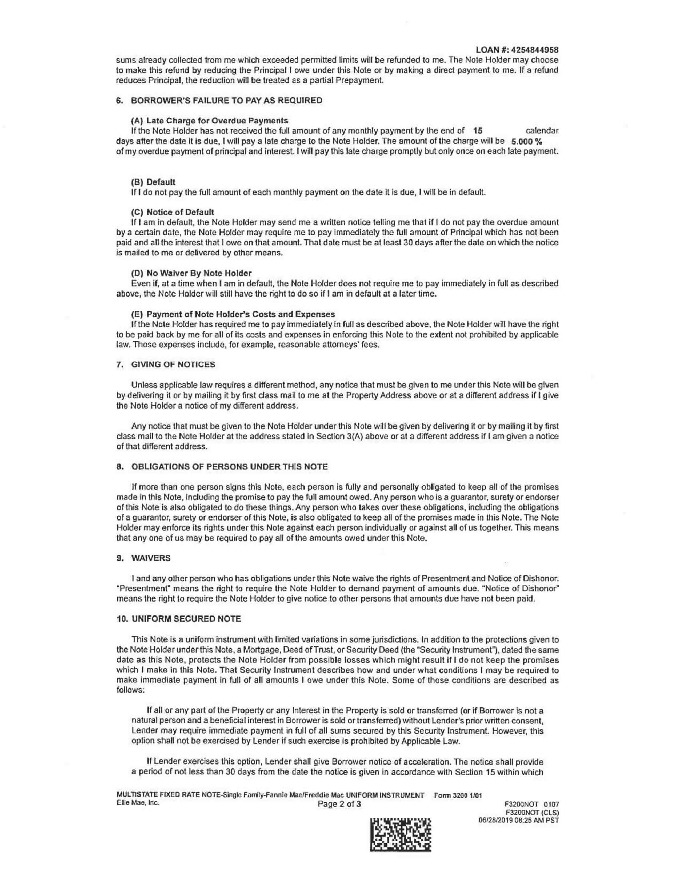 LOAN #: 4254844958
sums already collected from me which exceeded permitted limits will be refunded to me. The Note Holder may choose
to make this refund by reducing the Principal I owe under this Note or by making a direct payment to me. If a refund
reduces Principal, the reduction will be treated as a partial Prepayment.
6. BORROWER'S FAILURE TO PAY AS REQUIRED
(A) Late Charge for Overdue Payments
If the Note Holder has not received the full amount of any monthly payment by the end of 15 calendar
days after the date it is due, I will pay a late charge to the Note Holder. The amount of the charge will be 5.000 %
of my overdue payment of principal and interest. I will pay this late charge promptly but only once on each late payment.
(B) Default
If I do not pay the full amount of each monthly payment on the date it is due, I will be in default.
(C) Notice of Default
If I am in default, the Note Holder may send me a written notice telling me that if I do not pay the overdue amount
by a certain date, the Note Holder may require me to pay immediately the full amount of Principal which has not been
paid and all the interest that I owe on that amount. That date must be at least 30 days after the date on which the notice
is mailed to me or delivered by other means.
(D) No Waiver By Note Holder
Even if, at a time when I am in default, the Note Holder does not require me to pay immediately in full as described
above, the Note Holder will still have the right to do so if I am in default at a later time.
(E) Payment of Note Holder's Costs and Expenses
If the Note Holder has required me to pay immediately in full as described above, the Note Holder will have the right
to be paid back by me for all of its costs and expenses in enforcing this Note to the extent not prohibited by applicable
law. Those expenses include, for example, reasonable attorneys' fees.
7. GIVING OF NOTICES
Unless applicable law requires a different method, any notice that must be given to me under this Note will be given
by delivering it or by mailing it by first class mail to me at the Property Address above or at a different address if I give
the Note Holder a notice of my different address.
Any notice that must be given to the Note Holder under this Note will be given by delivering it or by mailing it by first
class mail to the Note Holder at the address stated in Section 3(A) above or at a different address if I am given a notice
of that different address.
8. OBLIGATIONS OF PERSONS UNDER THIS NOTE
If more than one person signs this Note, each person is fully and personally obligated to keep all of the promises
made in this Note, including the promise to pay the full amount owed. Any person who is a guarantor, surety or endorser
of this Note is also obligated to do these things. Any person who takes over these obligations, including the obligations
of a guarantor, surety or endorser of this Note, is also obligated to keep all of the promises made in this Note. The Note
Holder may enforce its rights under this Note against each person individually or against all of us together. This means
that any one of us may be required to pay all of the amounts owed under this Note.
9. WAIVERS
I and any other person who has obligations under this Note waive the rights of Presentment and Notice of Dishonor.
"Presentment" means the right to require the Note Holder to demand payment of amounts due. "Notice of Dishonor"
means the right to require the Note Holder to give notice to other persons that amounts due have not been paid.
10. UNIFORM SECURED NOTE
This Note is a uniform instrument with limited variations in some jurisdictions. In addition to the protections given to
the Note Holder under this Note, a Mortgage, Deed of Trust, or Security Deed (the "Security Instrument"), dated the same
date as this Note, protects the Note Holder from possible losses which might result if I do not keep the promises
which I make in this Note. That Security Instrument describes how and under what conditions I may be required to
make immediate payment in full of all amounts I owe under this Note. Some of those conditions are described as
follows:
If all or any part of the Property or any Interest in the Property is sold or transferred (or if Borrower is not a
natural person and a beneficial interest in Borrower is sold or transferred) without Lender's prior written consent,
Lender may require immediate payment in full of all sums secured by this Security Instrument. However, this
option shall not be exercised by Lender if such exercise is prohibited by Applicable Law.
If Lender exercises this option, Lender shall give Borrower notice of acceleration. The notice shall provide
a period of not less than 30 days from the date the notice is given in accordance with Section 15 within which
MULTISTATE FIXED RATE NOTE-Single Family-Fannie Mae/Freddie Mac UNIFORM INSTRUMENT Form 3200 1/01
Ellie Mae, Inc. Page 2 of 3 F3200NOT 0107
F3200NOT (CLS)
06/28/2019 08:25 AM PST